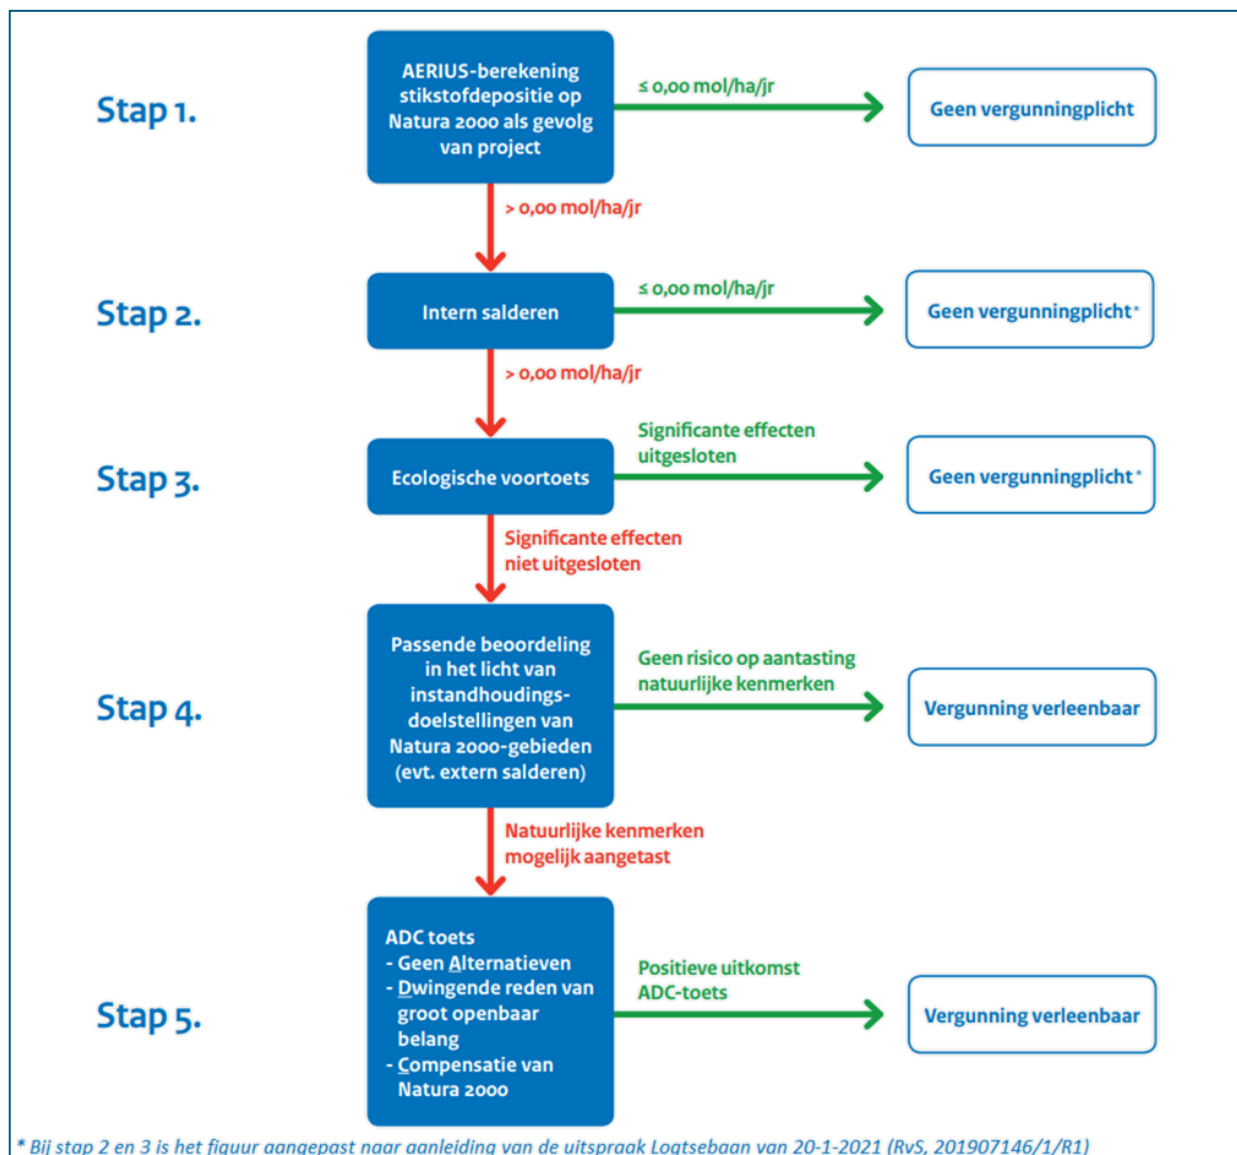 Stap 1.
AERIUS-berekening
stikstofdepositie op
Natura 2000 als gevolg
van project
≤ 0,00 mol/ha/jr
Geen vergunningplicht
> 0,00 mol/ha/jr
Stap 2.
Intern salderen
≤ 0,00 mol/ha/jr
Geen vergunningplicht*
> 0,00 mol/ha/jr
Stap 3.
Ecologische voortoets
Significante effecten
uitgesloten
Geen vergunningplicht*
Significante effecten
niet uitgesloten
Stap 4.
Passende beoordeling
in het licht van
instandhoudings-
doelstellingen van
Natura 2000-gebieden
(evt. extern salderen)
Geen risico op aantasting
natuurlijke kenmerken
Vergunning verleenbaar
Natuurlijke kenmerken
mogelijk aangetast
Stap 5.
ADC toets
- Geen Alternatieven
- Dwingende reden van
groot openbaar
belang
- Compensatie van
Natura 2000
Positieve uitkomst
ADC-toets
Vergunning verleenbaar
* Bij stap 2 en 3 is het figuur aangepast naar aanleiding van de uitspraak Logtsebaan van 20-1-2021 (RvS, 201907146/1/R1)